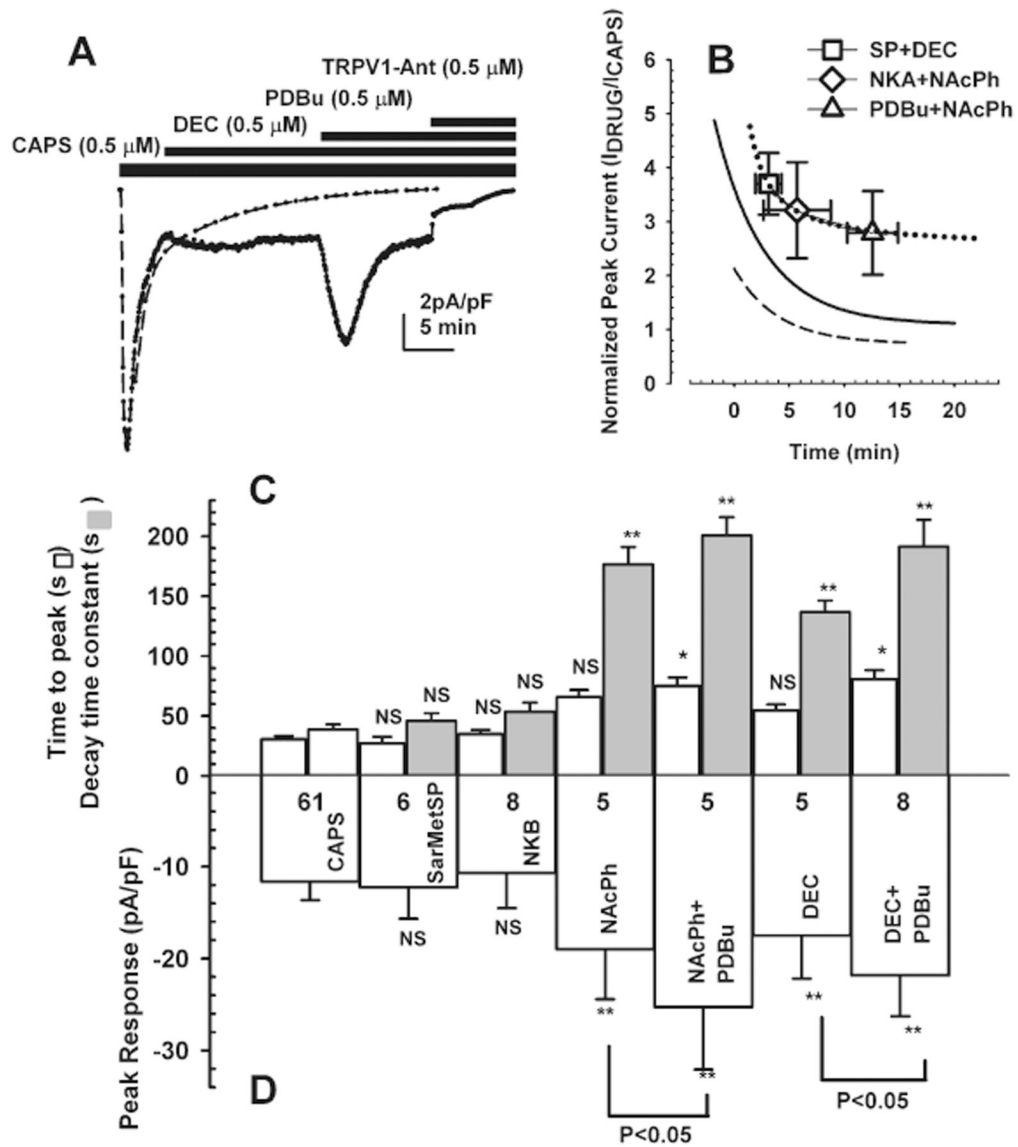 A
TRPV1-Ant (0.5 μM)
PDBu (0.5 μM)
DEC (0.5 μM)
CAPS (0.5 μM)
2pA/pF
5 min
B
SP+DEC
NKA+NAcPh
PDBu+NAcPh
Normalized Peak Current (IDRUG/ICAPS)
6
5
4
3
2
1
0
0 5 10 15 20
Time (min)
C
Time to peak (s )
Decay time constant (s )
200
150
100
50
0
NS NS NS NS NS ** * ** NS ** * **
61 6 8 5 5 5 8
CAPS
SarMetSP
NKB
NAcPh
NAcPh+
PDBu
DEC
DEC+
PDBu
Peak Response (pA/pF)
-10
-20
-30
NS NS ** ** ** **
P<0.05
P<0.05
D